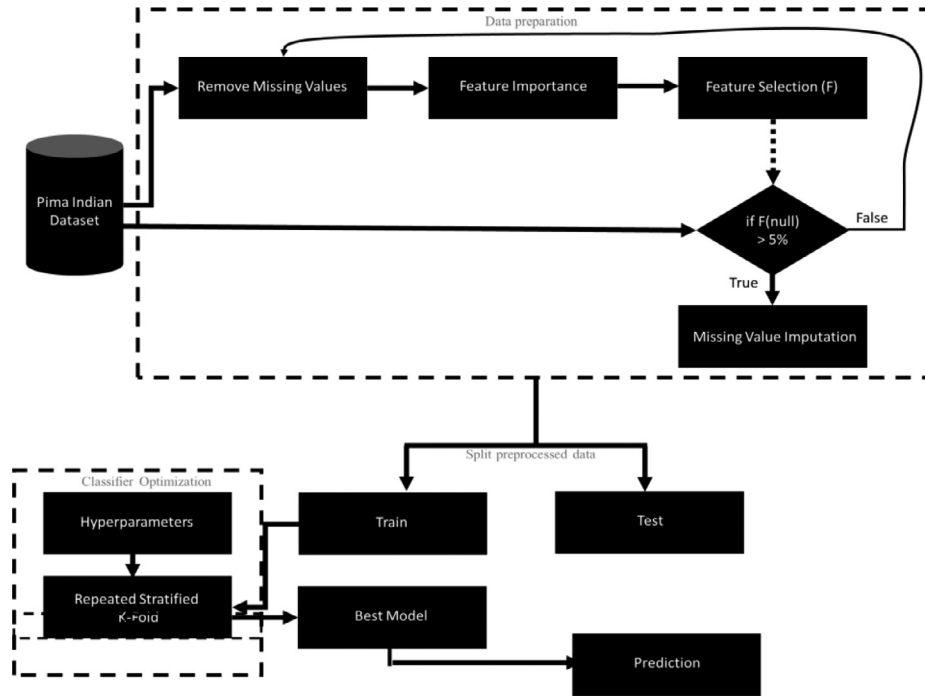 Data preparation
Remove Missing Values
Feature Importance
Feature Selection (F)
Pima Indian
Dataset
if F(null)
> 5%
False
True
Missing Value Imputation
Split preprocessed data
Classifier Optimization
Hyperparameters
Train
Test
Repeated Stratified
K-Fold
Best Model
Prediction